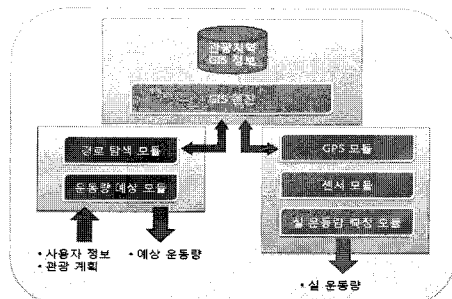 관광지역
GIS 정보
GIS 엔진
경로 탐색 모듈
운동량 예상 모듈
GPS 모듈
센서 모듈
실 운동량 측정 모듈
• 사용자 정보
• 관광 계획
• 예상 운동량
• 실 운동량